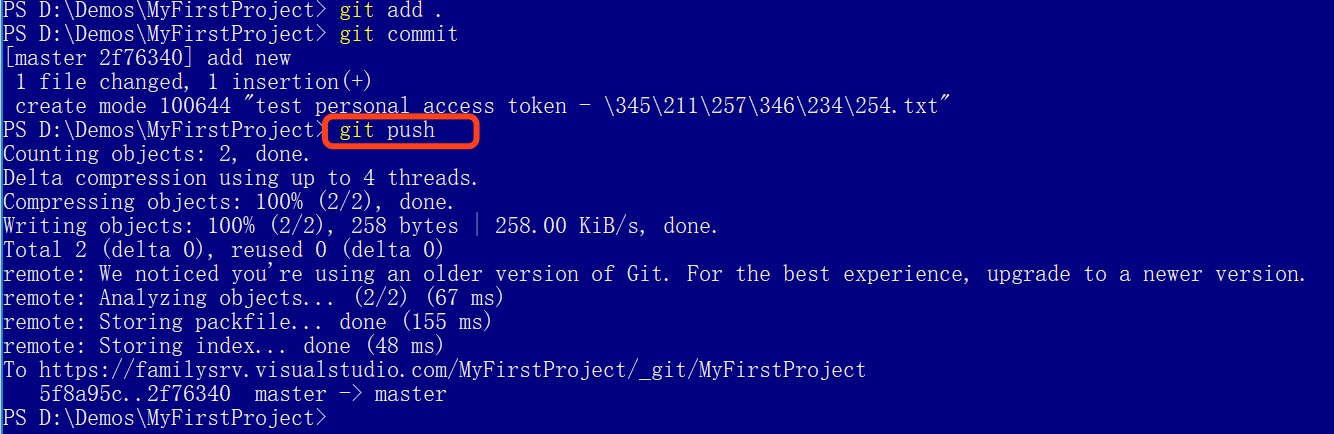 PS D:\Demos\MyFirstProject> git add .
PS D:\Demos\MyFirstProject> git commit
[master 2f76340] add new
 1 file changed, 1 insertion(+)
 create mode 100644 "test personal access token - \345\211\257\346\234\254.txt"
PS D:\Demos\MyFirstProject> git push
Counting objects: 2, done.
Delta compression using up to 4 threads.
Compressing objects: 100% (2/2), done.
Writing objects: 100% (2/2), 258 bytes | 258.00 KiB/s, done.
Total 2 (delta 0), reused 0 (delta 0)
remote: We noticed you're using an older version of Git. For the best experience, upgrade to a newer version.
remote: Analyzing objects... (2/2) (67 ms)
remote: Storing packfile... done (155 ms)
remote: Storing index... done (48 ms)
To https://familysrv.visualstudio.com/MyFirstProject/_git/MyFirstProject
   5f8a95c..2f76340  master -> master
PS D:\Demos\MyFirstProject>